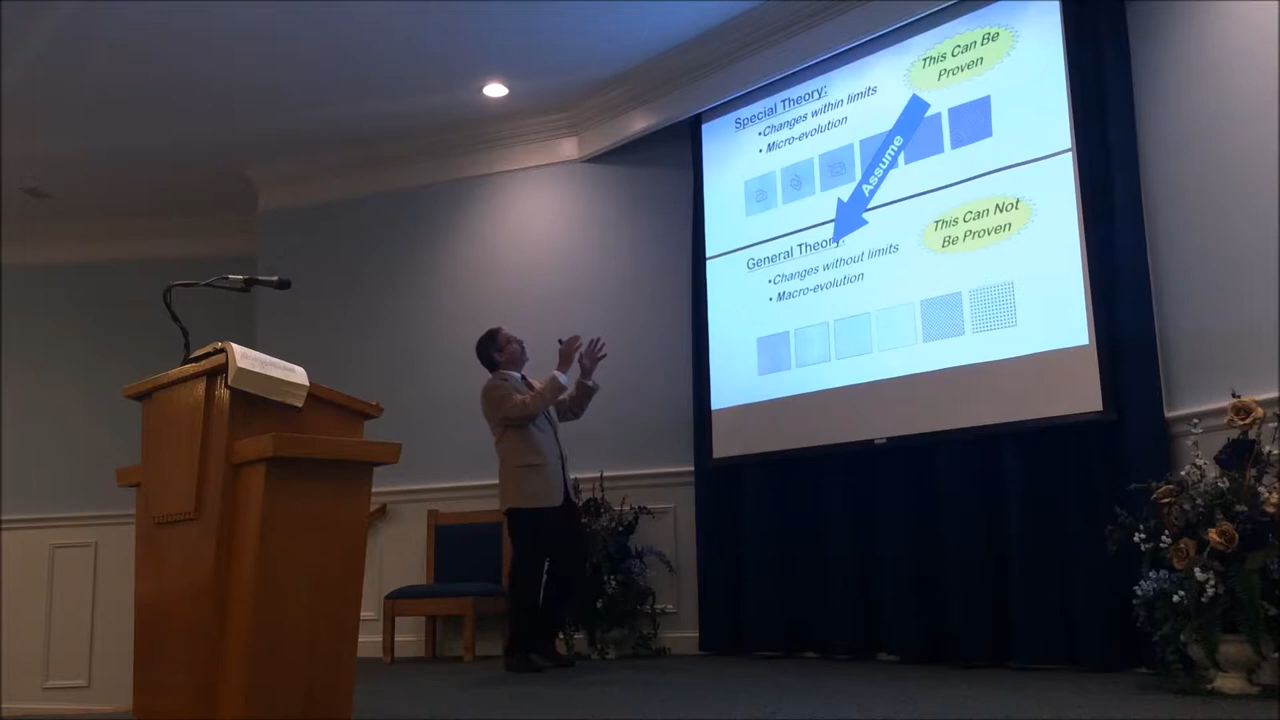 This Can Be
Proven
Special Theory:
•Changes within limits
• Micro-evolution
Assume
This Can Not
Be Proven
General Theory:
•Changes without limits
• Macro-evolution